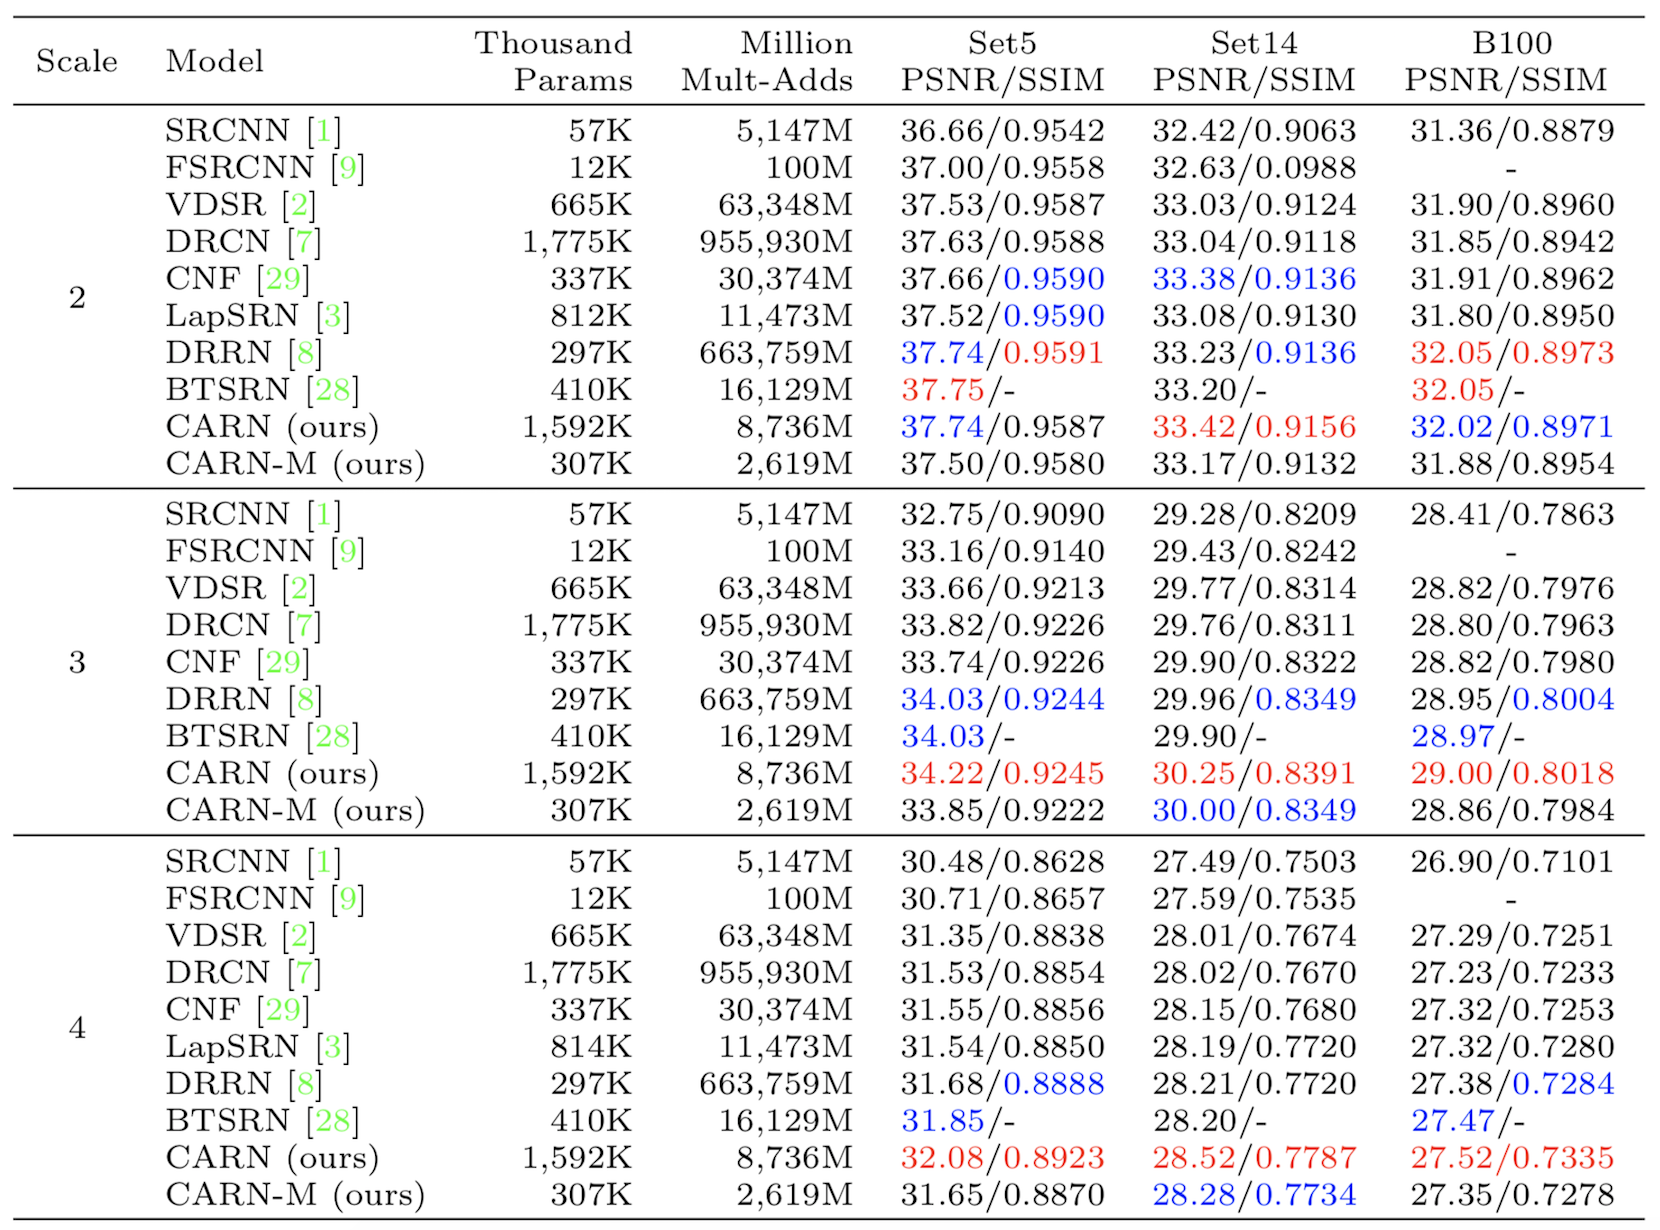 Scale Model Thousand Params Million Mult-Adds Set5 PSNR/SSIM Set14 PSNR/SSIM B100 PSNR/SSIM
2
SRCNN [1] 57K 5,147M 36.66/0.9542 32.42/0.9063 31.36/0.8879
FSRCNN [9] 12K 100M 37.00/0.9558 32.63/0.0988 -
VDSR [2] 665K 63,348M 37.53/0.9587 33.03/0.9124 31.90/0.8960
DRCN [7] 1,775K 955,930M 37.63/0.9588 33.04/0.9118 31.85/0.8942
CNF [29] 337K 30,374M 37.66/0.9590 33.38/0.9136 31.91/0.8962
LapSRN [3] 812K 11,473M 37.52/0.9590 33.08/0.9130 31.80/0.8950
DRRN [8] 297K 663,759M 37.74/0.9591 33.23/0.9136 32.05/0.8973
BTSRN [28] 410K 16,129M 37.75/- 33.20/- 32.05/-
CARN (ours) 1,592K 8,736M 37.74/0.9587 33.42/0.9156 32.02/0.8971
CARN-M (ours) 307K 2,619M 37.50/0.9580 33.17/0.9132 31.88/0.8954
3
SRCNN [1] 57K 5,147M 32.75/0.9090 29.28/0.8209 28.41/0.7863
FSRCNN [9] 12K 100M 33.16/0.9140 29.43/0.8242 -
VDSR [2] 665K 63,348M 33.66/0.9213 29.77/0.8314 28.82/0.7976
DRCN [7] 1,775K 955,930M 33.82/0.9226 29.76/0.8311 28.80/0.7963
CNF [29] 337K 30,374M 33.74/0.9226 29.90/0.8322 28.82/0.7980
DRRN [8] 297K 663,759M 34.03/0.9244 29.96/0.8349 28.95/0.8004
BTSRN [28] 410K 16,129M 34.03/- 29.90/- 28.97/-
CARN (ours) 1,592K 8,736M 34.22/0.9245 30.25/0.8391 29.00/0.8018
CARN-M (ours) 307K 2,619M 33.85/0.9222 30.00/0.8349 28.86/0.7984
4
SRCNN [1] 57K 5,147M 30.48/0.8628 27.49/0.7503 26.90/0.7101
FSRCNN [9] 12K 100M 30.71/0.8657 27.59/0.7535 -
VDSR [2] 665K 63,348M 31.35/0.8838 28.01/0.7674 27.29/0.7251
DRCN [7] 1,775K 955,930M 31.53/0.8854 28.02/0.7670 27.23/0.7233
CNF [29] 337K 30,374M 31.55/0.8856 28.15/0.7680 27.32/0.7253
LapSRN [3] 814K 11,473M 31.54/0.8850 28.19/0.7720 27.32/0.7280
DRRN [8] 297K 663,759M 31.68/0.8888 28.21/0.7720 27.38/0.7284
BTSRN [28] 410K 16,129M 31.85/- 28.20/- 27.47/-
CARN (ours) 1,592K 8,736M 32.08/0.8923 28.52/0.7787 27.52/0.7335
CARN-M (ours) 307K 2,619M 31.65/0.8870 28.28/0.7734 27.35/0.7278